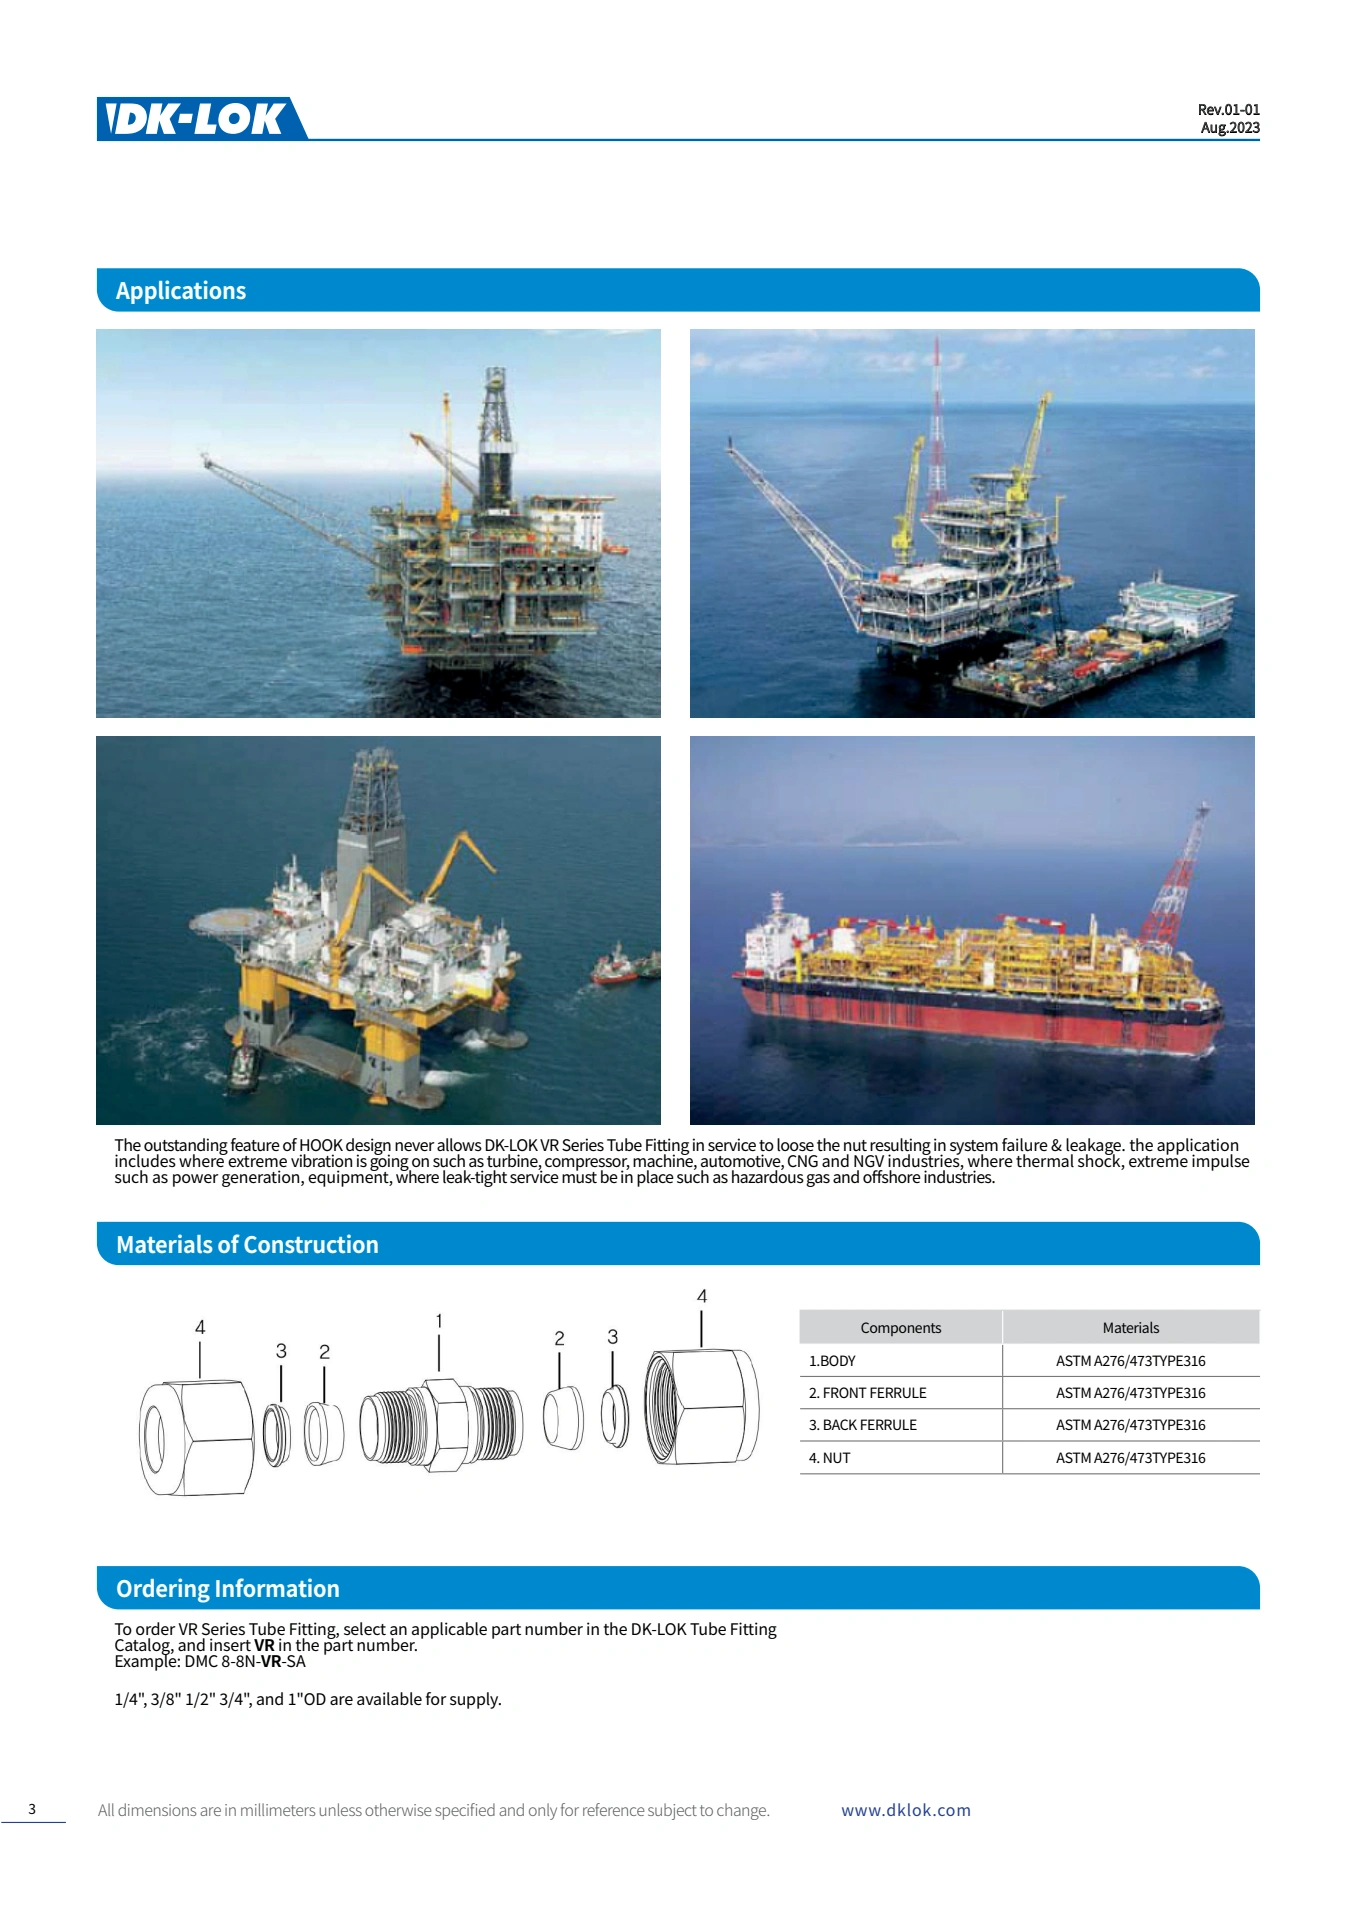 DK-LOK
Rev.01-01
Aug.2023
Applications
The outstanding feature of HOOK design never allows DK-LOK VR Series Tube Fitting in service to loose the nut resulting in system failure & leakage. the application
includes where extreme vibration is going on such as turbine, compressor, machine, automotive, CNG and NGV industries, where thermal shock, extreme impulse
such as power generation, equipment, where leak-tight service must be in place such as hazardous gas and offshore industries.
Materials of Construction
4
3
2
1
2
3
4
Components Materials
1.BODY ASTM A276/473TYPE316
2. FRONT FERRULE ASTM A276/473TYPE316
3. BACK FERRULE ASTM A276/473TYPE316
4. NUT ASTM A276/473TYPE316
Ordering Information
To order VR Series Tube Fitting, select an applicable part number in the DK-LOK Tube Fitting
Catalog, and insert VR in the part number.
Example: DMC 8-8N-VR-SA
1/4", 3/8" 1/2" 3/4", and 1"OD are available for supply.
3
All dimensions are in millimeters unless otherwise specified and only for reference subject to change.
www.dklok.com